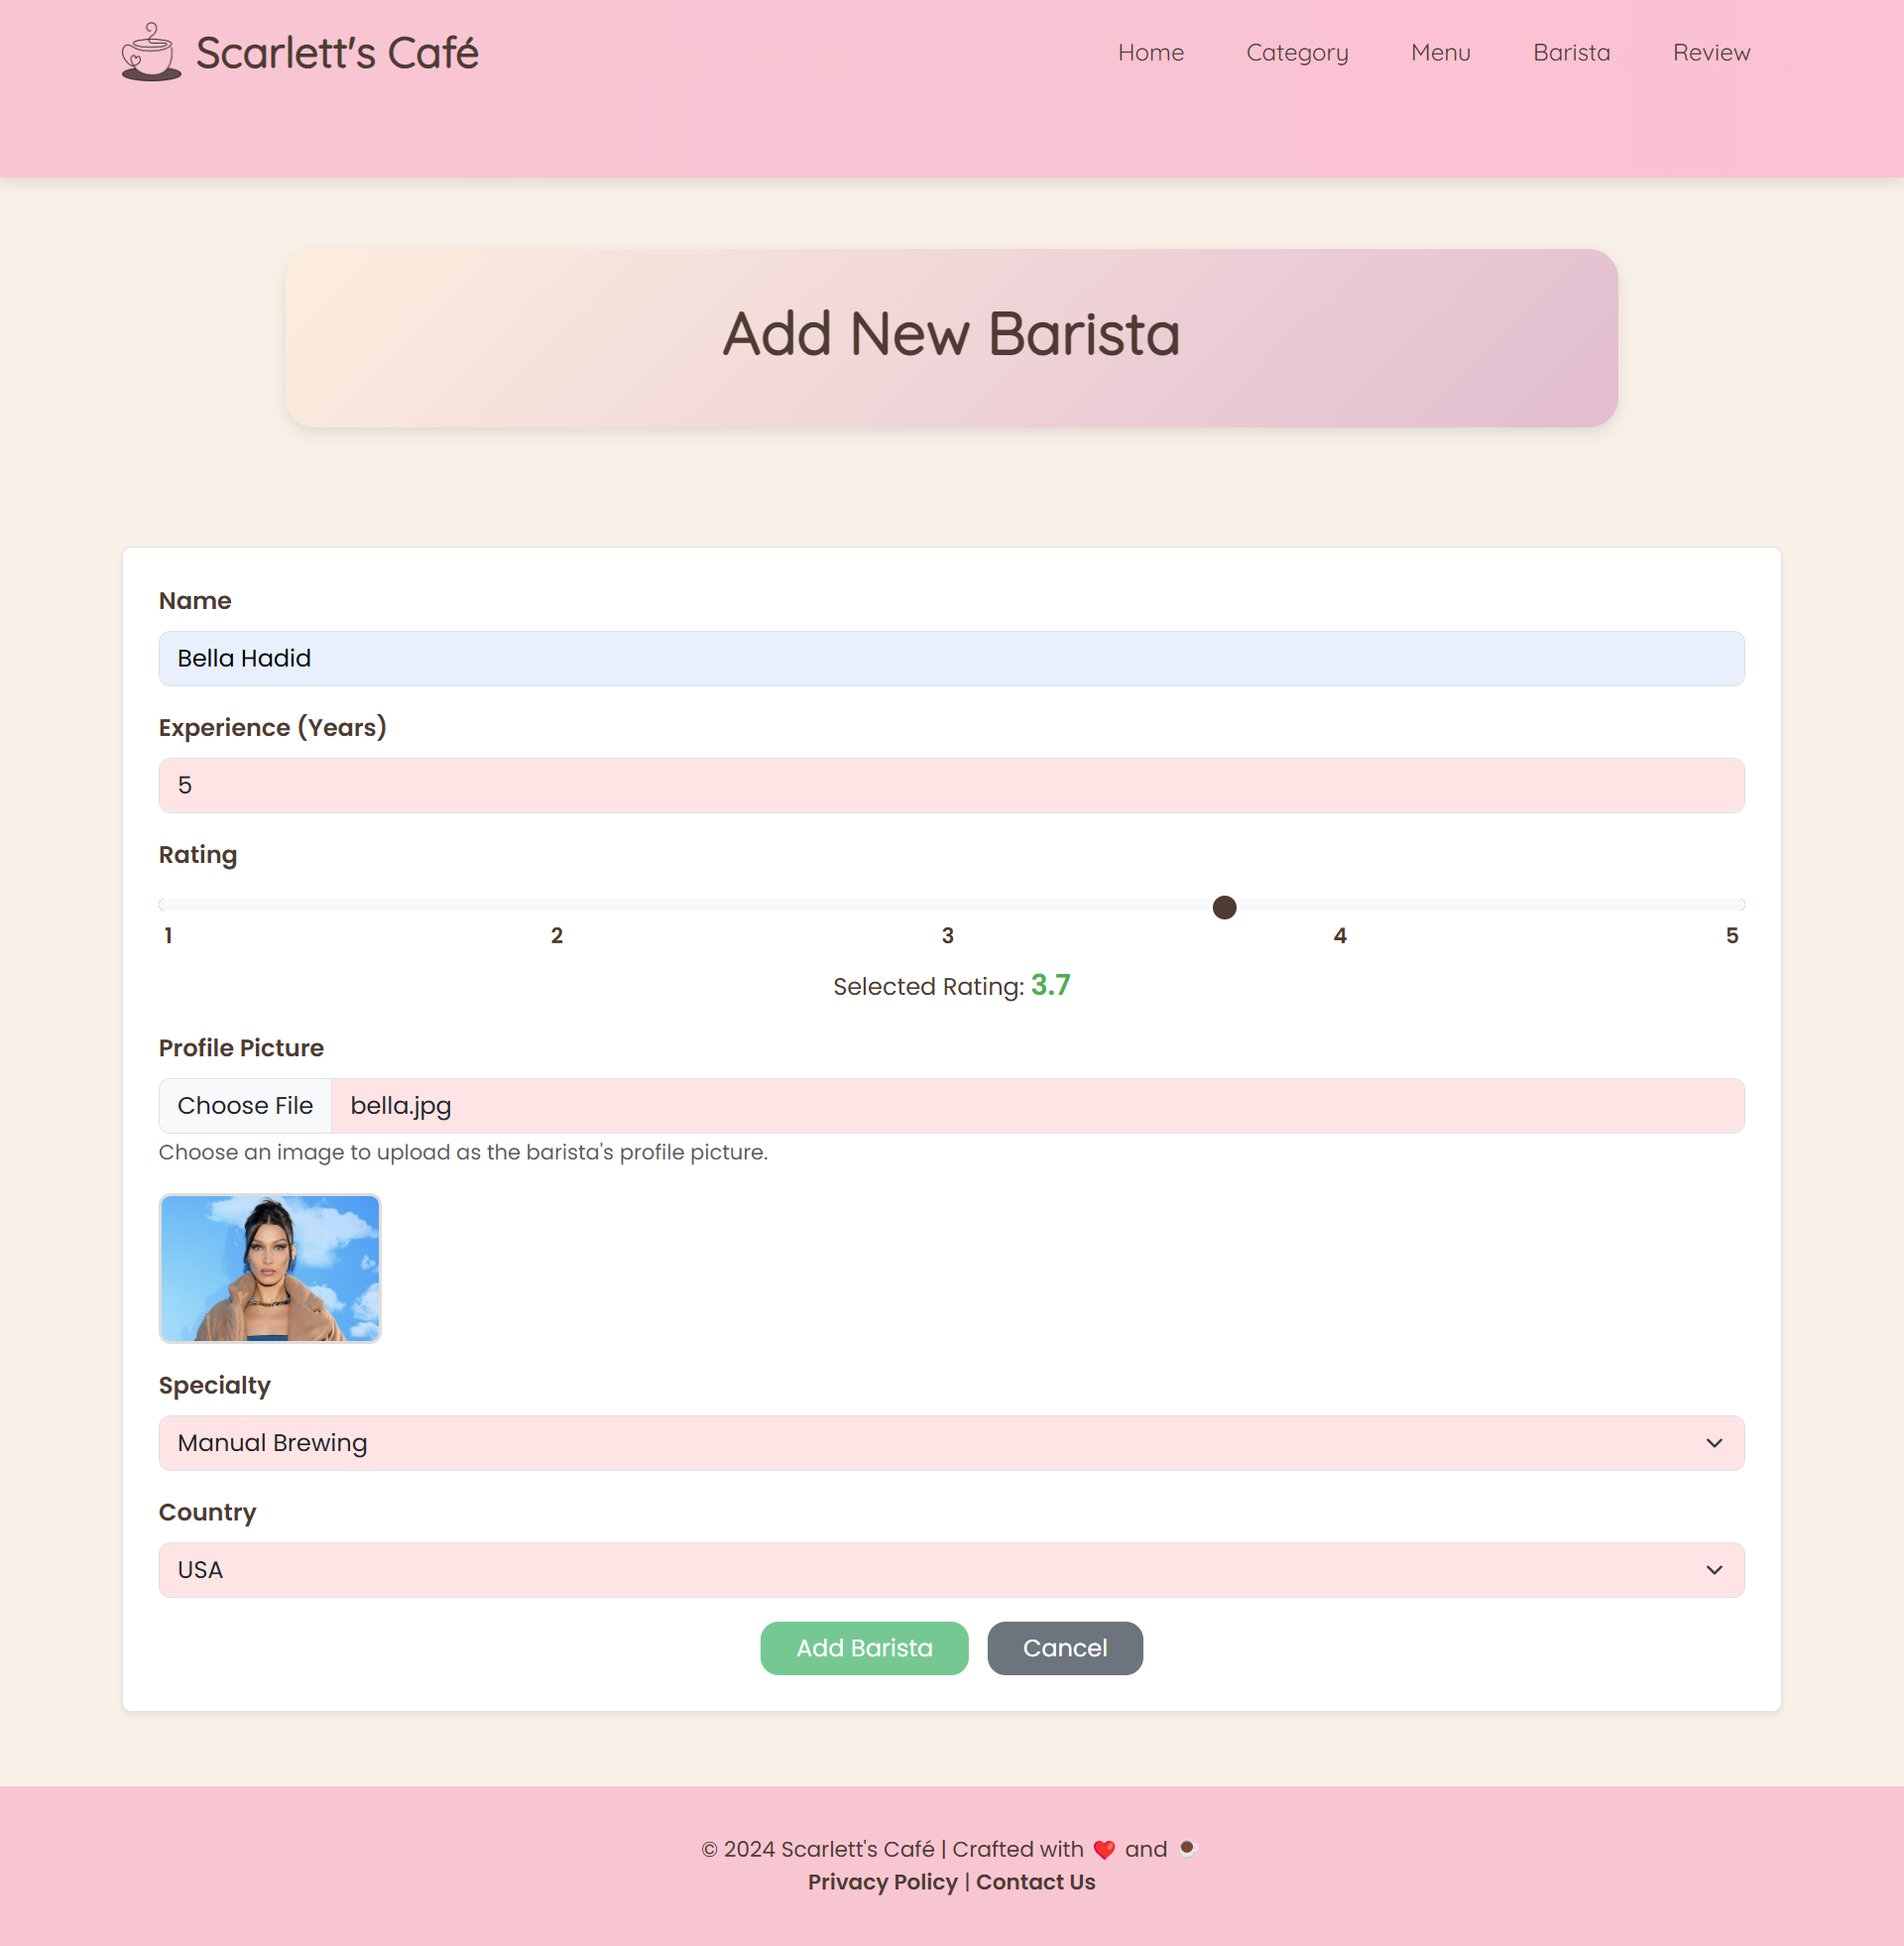 Scarlett's Café
Home Category Menu Barista Review
Add New Barista
Name
Bella Hadid
Experience (Years)
5
Rating
1 2 3 4 5
Selected Rating: 3.7
Profile Picture
Choose File bella.jpg
Choose an image to upload as the barista's profile picture.
Specialty
Manual Brewing
Country
USA
Add Barista Cancel
© 2024 Scarlett's Café | Crafted with ❤️ and ☕
Privacy Policy | Contact Us